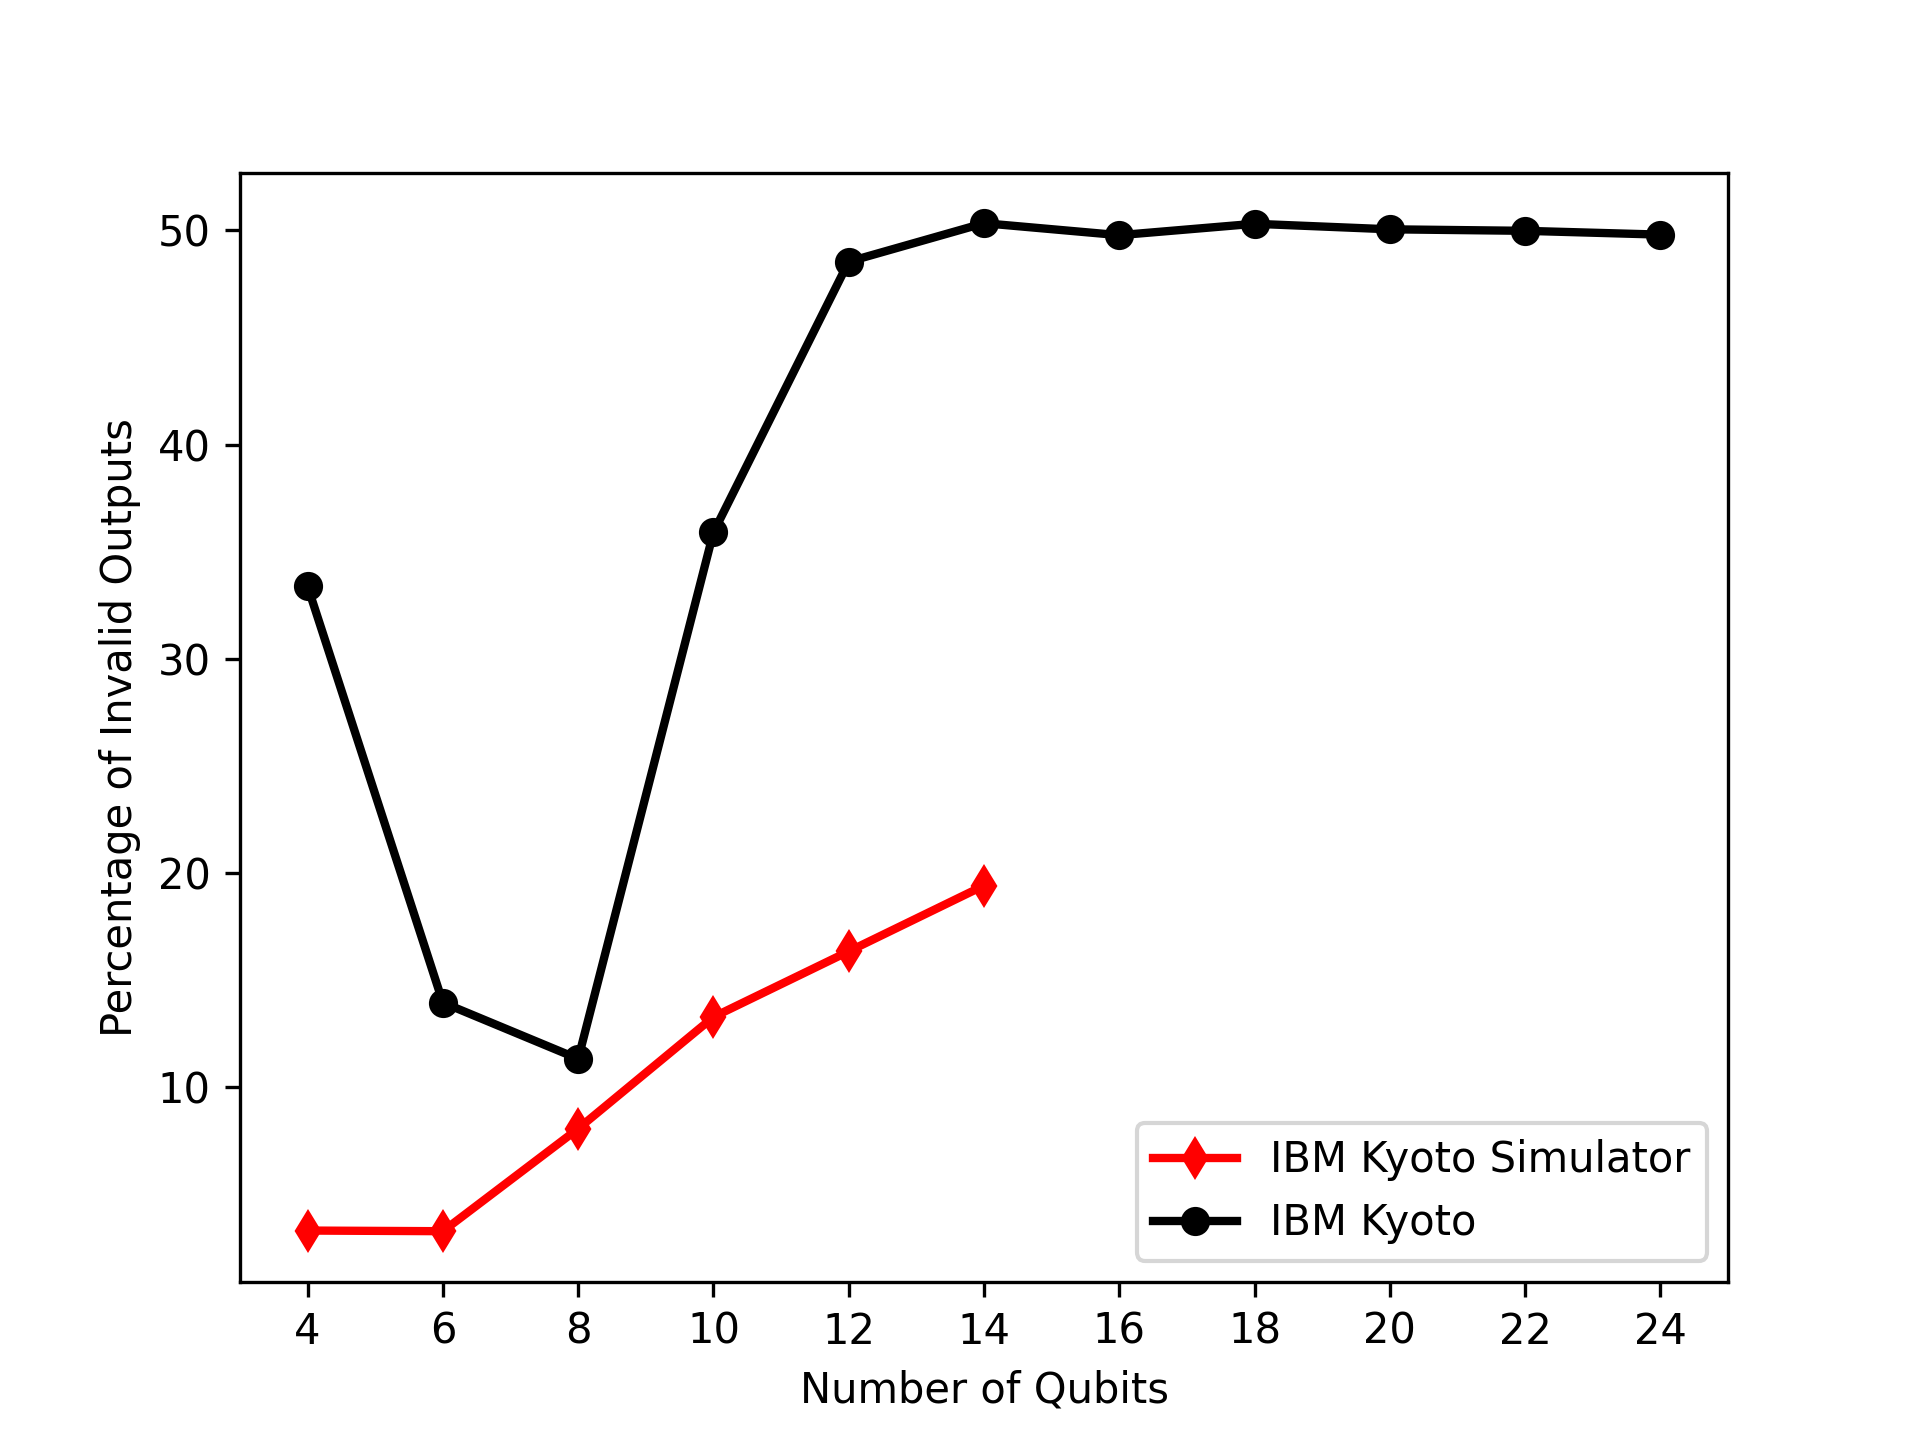 50
40
30
20
10
Percentage of Invalid Outputs
IBM Kyoto Simulator
IBM Kyoto
4 6 8 10 12 14 16 18 20 22 24
Number of Qubits